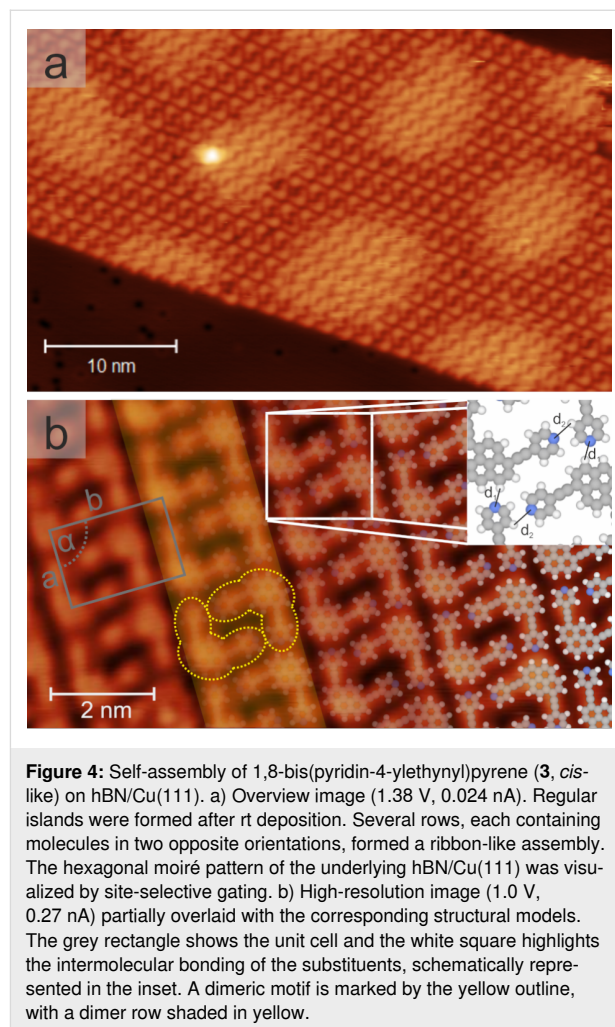 a
10 nm
b
d₂
d₁
d₁
d₂
b
α
a
2 nm
Figure 4: Self-assembly of 1,8-bis(pyridin-4-ylethynyl)pyrene (3, cis-
like) on hBN/Cu(111). a) Overview image (1.38 V, 0.024 nA). Regular
islands were formed after rt deposition. Several rows, each containing
molecules in two opposite orientations, formed a ribbon-like assembly.
The hexagonal moiré pattern of the underlying hBN/Cu(111) was visu-
alized by site-selective gating. b) High-resolution image (1.0 V,
0.27 nA) partially overlaid with the corresponding structural models.
The grey rectangle shows the unit cell and the white square highlights
the intermolecular bonding of the substituents, schematically repre-
sented in the inset. A dimeric motif is marked by the yellow outline,
with a dimer row shaded in yellow.